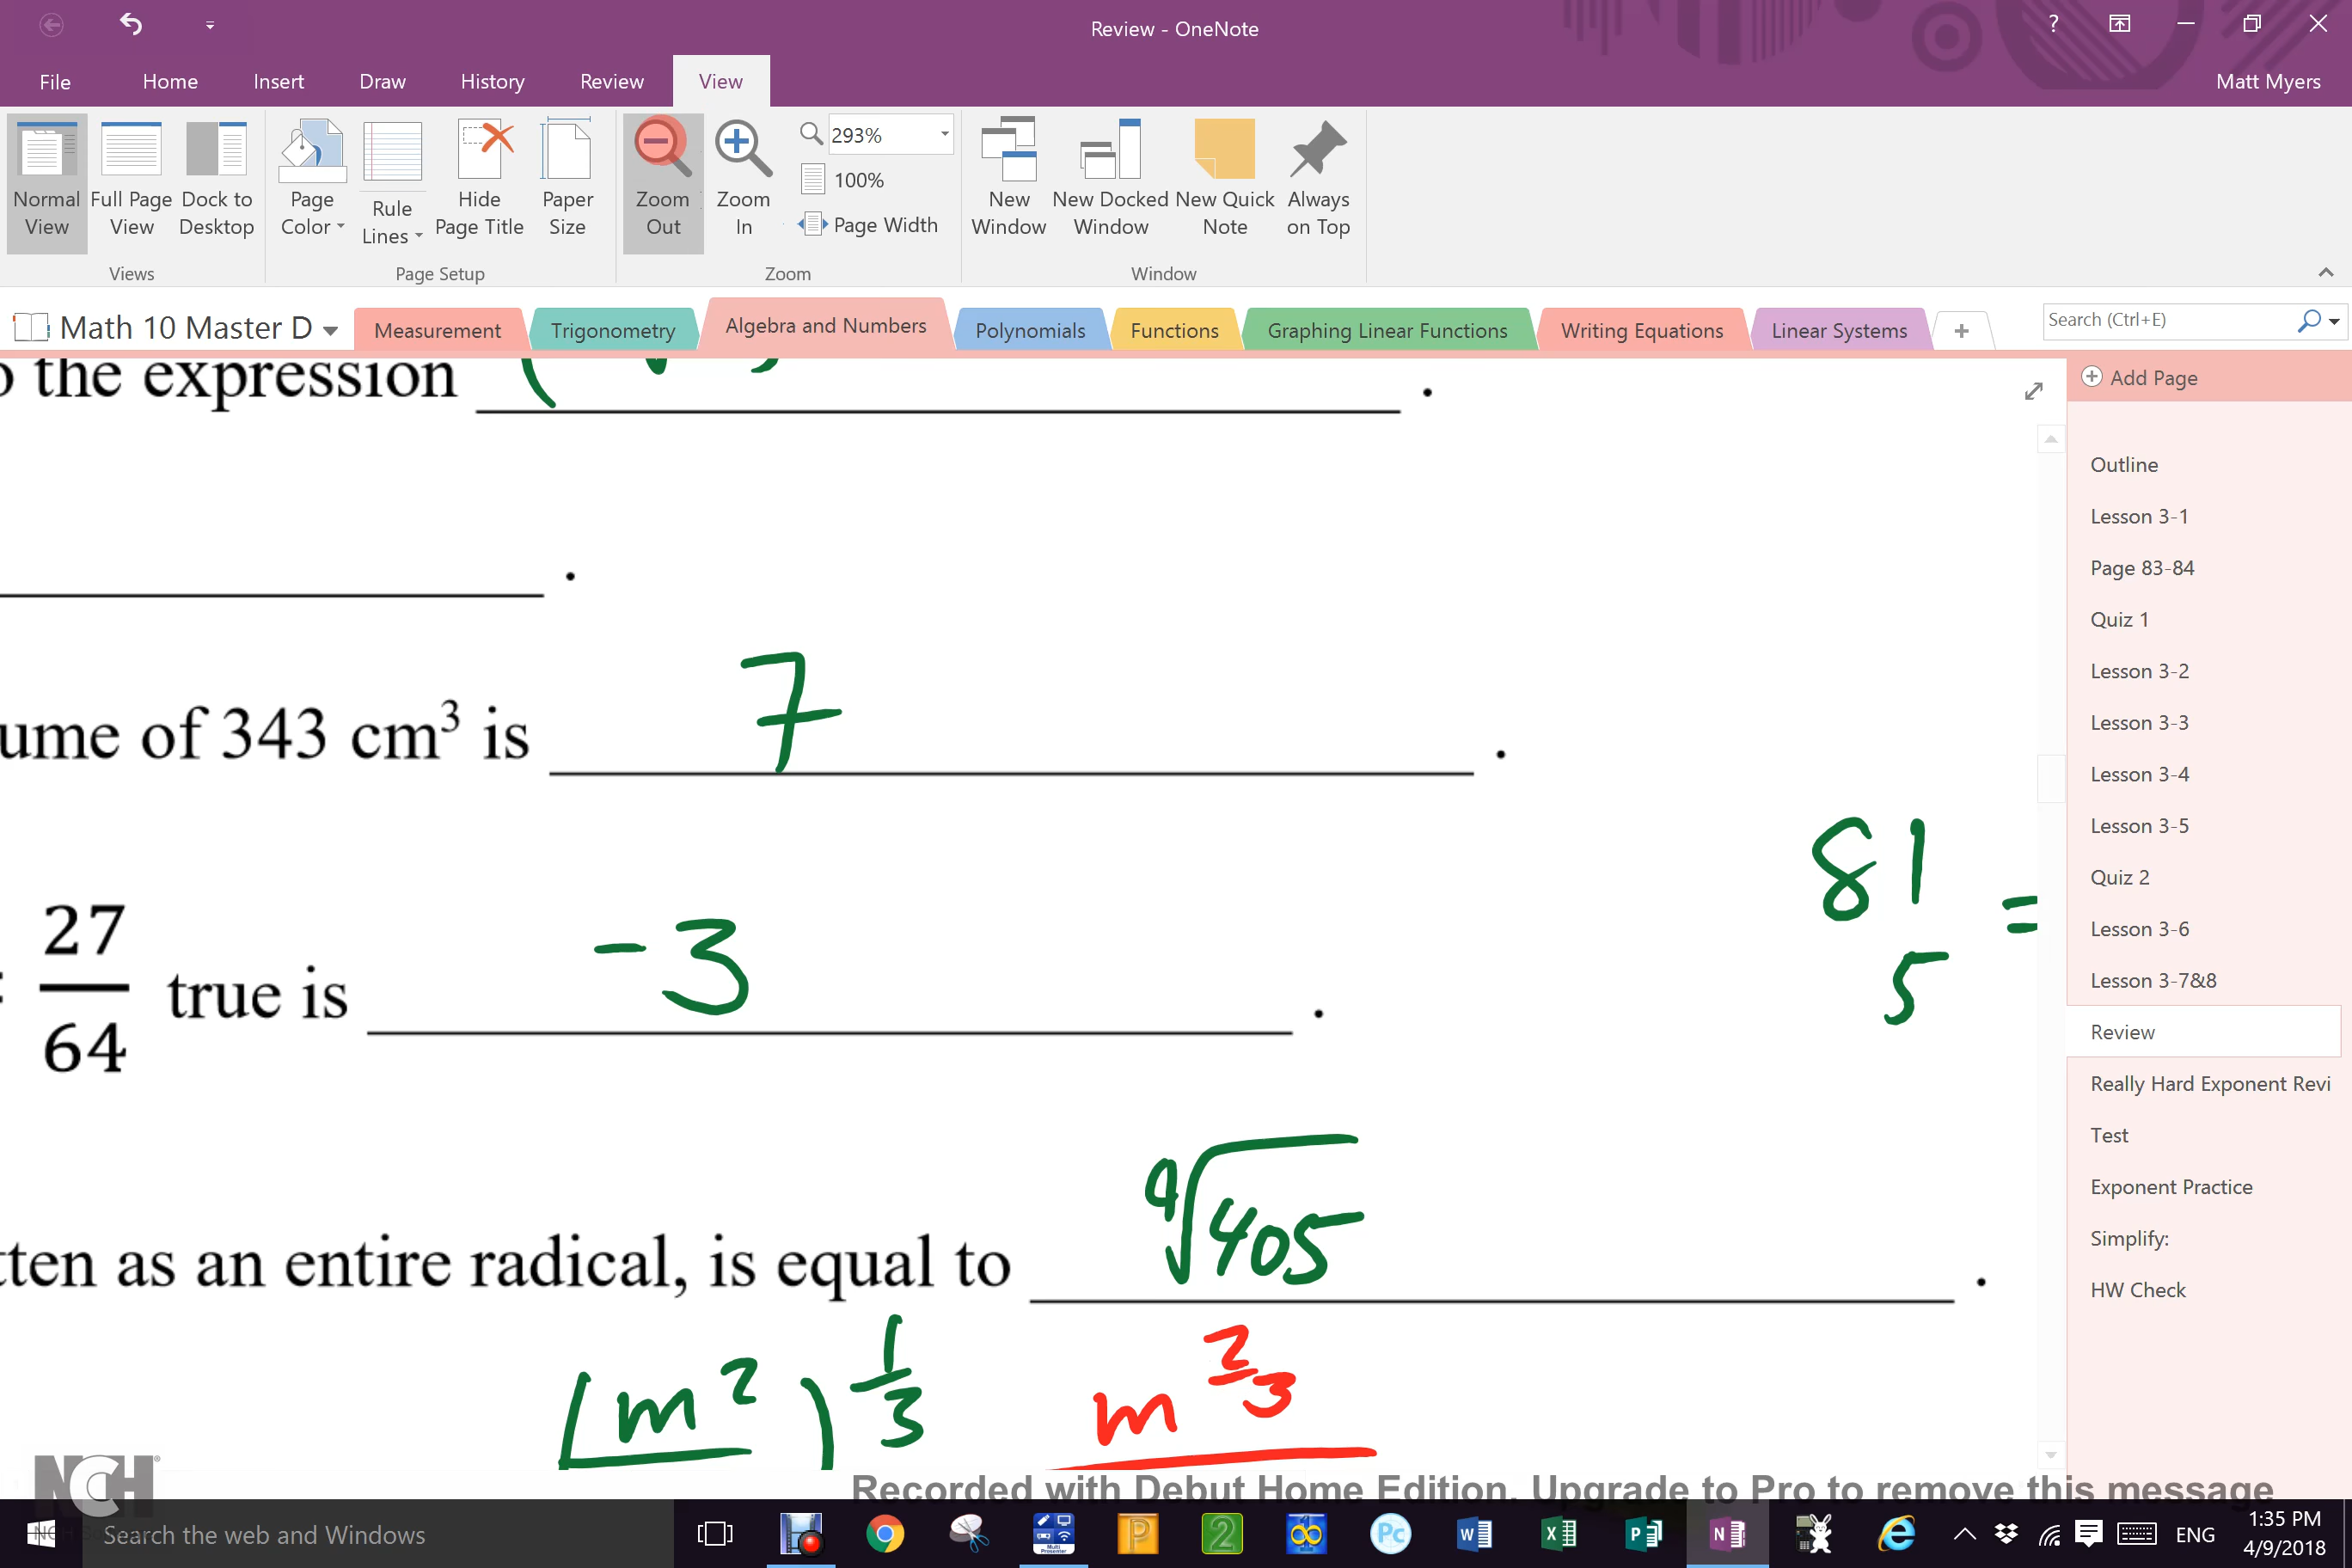 Review - OneNote
?
File Home Insert Draw History Review View
Matt Myers
Normal View
Full Page View
Dock to Desktop
Views
Page Color
Rule Lines
Hide Page Title
Paper Size
Page Setup
Zoom Out
Zoom In
293%
100%
Page Width
Zoom
New Window
New Docked Window
New Quick Note
Always on Top
Window
Math 10 Master D
Measurement Trigonometry Algebra and Numbers Polynomials Functions Graphing Linear Functions Writing Equations Linear Systems +
Search (Ctrl+E)
the expression ____ .
____ .
ume of 343 cm³ is 7 .
= 27/64 true is -3 .
81 =
5
tten as an entire radical, is equal to ∜405 .
(m²)^1/3 m^2/3
Add Page
Outline
Lesson 3-1
Page 83-84
Quiz 1
Lesson 3-2
Lesson 3-3
Lesson 3-4
Lesson 3-5
Quiz 2
Lesson 3-6
Lesson 3-7&8
Review
Really Hard Exponent Revi
Test
Exponent Practice
Simplify:
HW Check
NCH
Recorded with Debut Home Edition. Upgrade to Pro to remove this message
Search the web and Windows
ENG
1:35 PM
4/9/2018